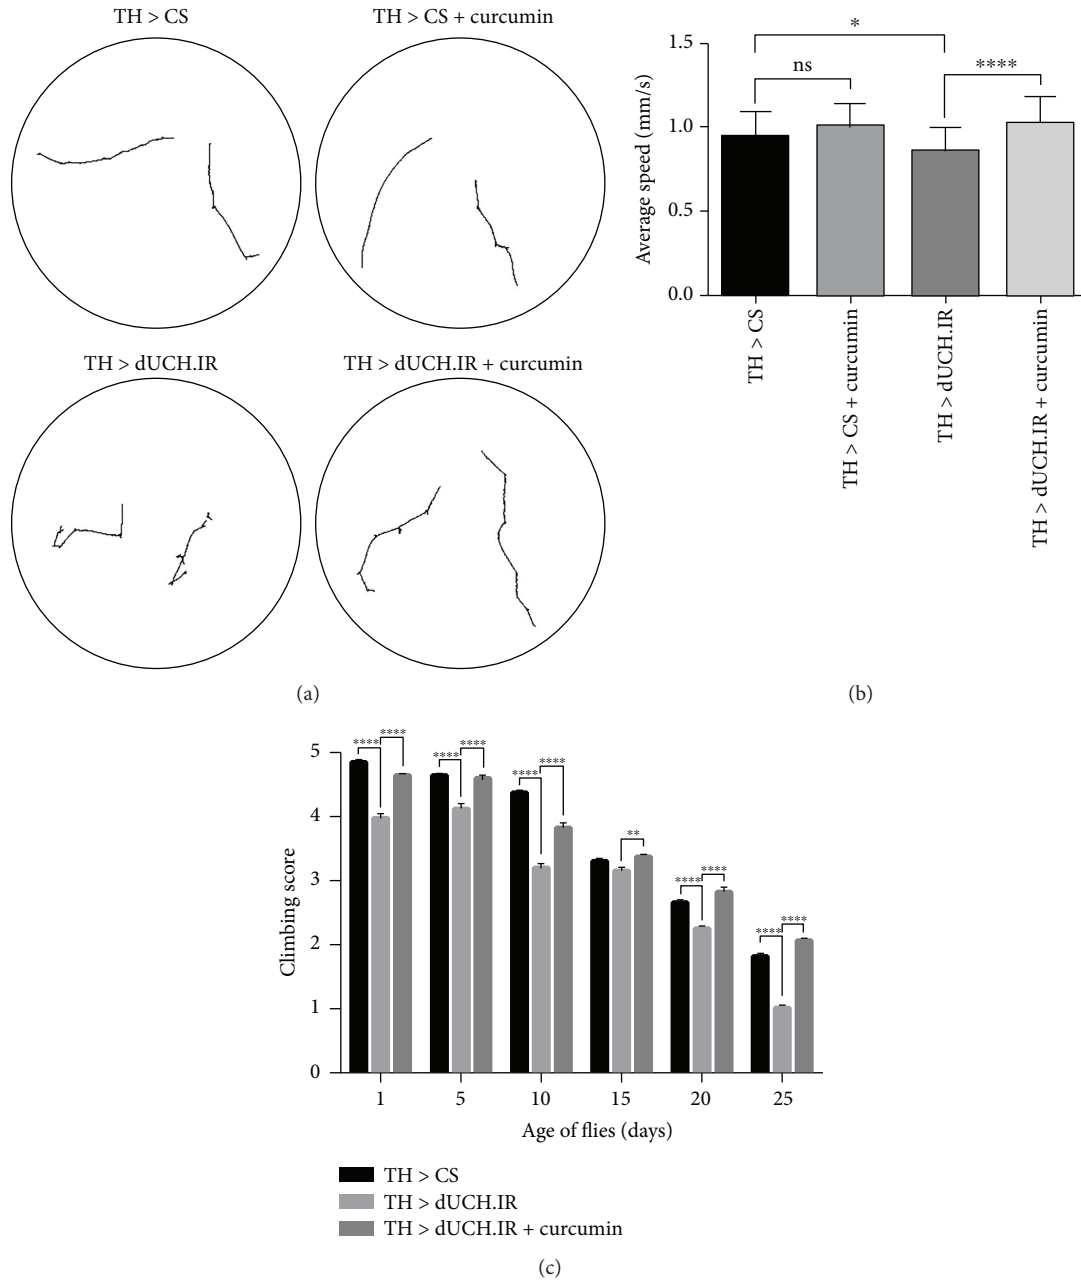 TH > CS
TH > CS + curcumin
TH > dUCH.IR
TH > dUCH.IR + curcumin
(a)
Average speed (mm/s)
1.5
1.0
0.5
0.0
*
ns
****
TH > CS
TH > CS + curcumin
TH > dUCH.IR
TH > dUCH.IR + curcumin
(b)
Climbing score
5
4
3
2
1
0
**** ****
**** ****
**** ****
**
**** ****
**** ****
1 5 10 15 20 25
Age of flies (days)
TH > CS
TH > dUCH.IR
TH > dUCH.IR + curcumin
(c)